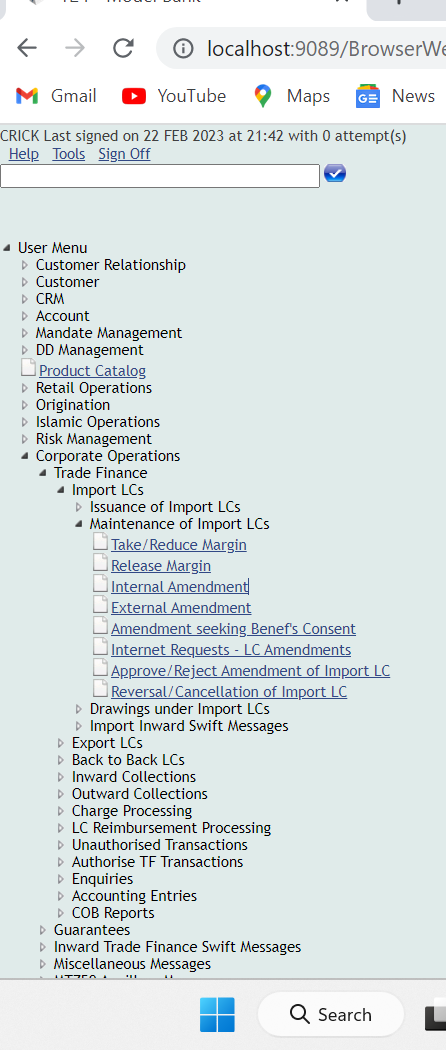 localhost:9089/BrowserWe
Gmail YouTube Maps News
CRICK Last signed on 22 FEB 2023 at 21:42 with 0 attempt(s)
Help Tools Sign Off
User Menu
Customer Relationship
Customer
CRM
Account
Mandate Management
DD Management
Product Catalog
Retail Operations
Origination
Islamic Operations
Risk Management
Corporate Operations
Trade Finance
Import LCs
Issuance of Import LCs
Maintenance of Import LCs
Take/Reduce Margin
Release Margin
Internal Amendment
External Amendment
Amendment seeking Benef's Consent
Internet Requests - LC Amendments
Approve/Reject Amendment of Import LC
Reversal/Cancellation of Import LC
Drawings under Import LCs
Import Inward Swift Messages
Export LCs
Back to Back LCs
Inward Collections
Outward Collections
Charge Processing
LC Reimbursement Processing
Unauthorised Transactions
Authorise TF Transactions
Enquiries
Accounting Entries
COB Reports
Guarantees
Inward Trade Finance Swift Messages
Miscellaneous Messages
Search